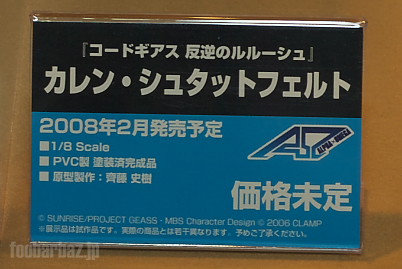 『コードギアス 反逆のルルーシュ』
カレン・シュタットフェルト
2008年2月発売予定
■1/8 Scale
■PVC製 塗装済完成品
■原型製作：齊藤 史樹
価格未定
© SUNRISE/PROJECT GEASS・MBS Character Design © 2006 CLAMP
※展示品は試作品です。実際の商品とは若干異なります。予めご了承ください。
foobarbaz.jp